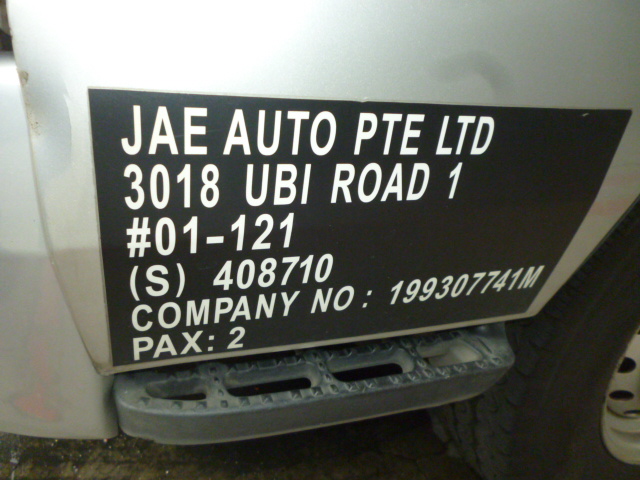 JAE AUTO PTE LTD
3018 UBI ROAD 1
#01-121
(S) 408710
COMPANY NO : 199307741M
PAX: 2